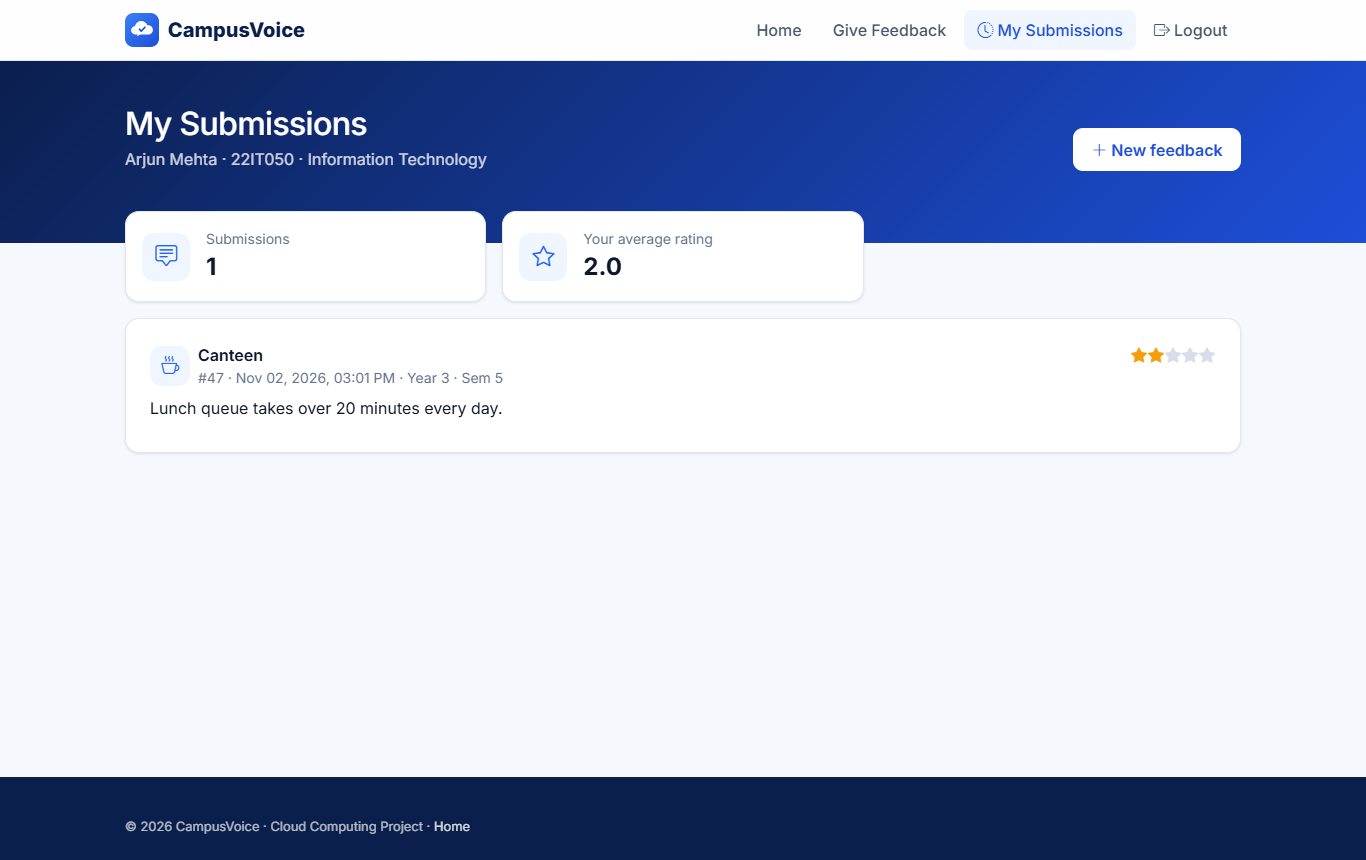 CampusVoice
Home
Give Feedback
My Submissions
Logout
My Submissions
Arjun Mehta · 22IT050 · Information Technology
+ New feedback
Submissions
1
Your average rating
2.0
Canteen
#47 · Nov 02, 2026, 03:01 PM · Year 3 · Sem 5
Lunch queue takes over 20 minutes every day.
© 2026 CampusVoice · Cloud Computing Project · Home